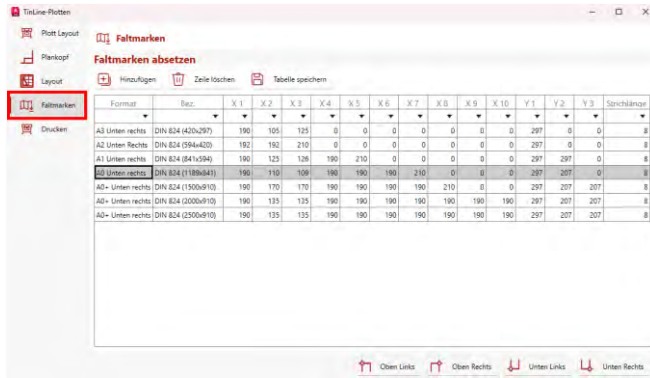 TinLine-Plotten
Plott Layout
Plankopf
Layout
Faltmarken
Drucken
Faltmarken
Faltmarken absetzen
Hinzufügen Zeile löschen Tabelle speichern
Format Bez. X 1 X 2 X 3 X 4 X 5 X 6 X 7 X 8 X 9 X 10 Y 1 Y 2 Y 3 Strichlänge
A3 Unten rechts DIN 824 (420x297) 190 105 125 0 0 0 0 0 0 0 297 0 0 8
A2 Unten Rechts DIN 824 (594x420) 192 192 210 0 0 0 0 0 0 0 297 0 0 8
A1 Unten rechts DIN 824 (841x594) 190 125 126 190 210 0 0 0 0 0 297 297 0 8
A0 Unten rechts DIN 824 (1189x841) 190 110 109 190 190 190 210 0 0 0 297 207 0 8
A0+ Unten rechts DIN 824 (1500x910) 190 170 170 190 190 190 190 210 0 0 297 207 207 8
A0+ Unten rechts DIN 824 (2000x910) 190 135 135 190 190 190 190 190 190 190 297 207 207 8
A0+ Unten rechts DIN 824 (2500x910) 190 135 135 190 190 190 190 190 190 190 297 207 207 8
Oben Links Oben Rechts Unten Links Unten Rechts